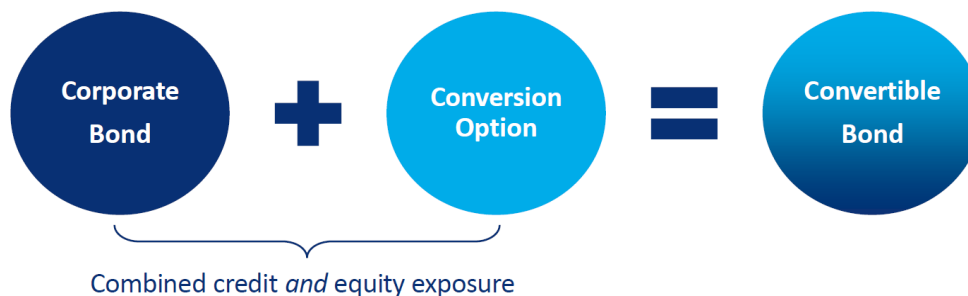 Corporate
Bond
Conversion
Option
Convertible
Bond
Combined credit and equity exposure